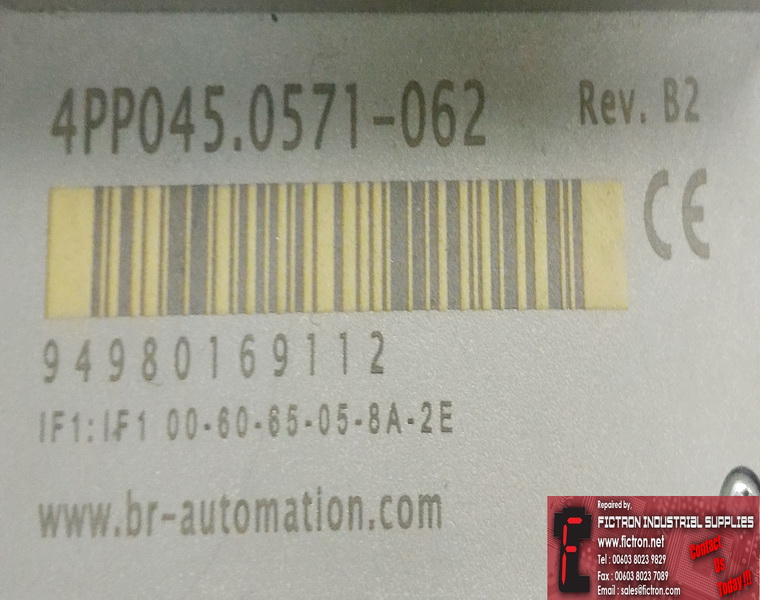 4PP045.0571-062 Rev. B2
CE
94980169112
IF1:IF1 00-60-65-05-8A-2E
www.br-automation.com
Repaired by,
FICTRON INDUSTRIAL SUPPLIES
www.fictron.net
Tel : 00603 8023 9829
Fax : 00603 8023 7089
Email : sales@fictron.com
Contact
Us
Today !!!